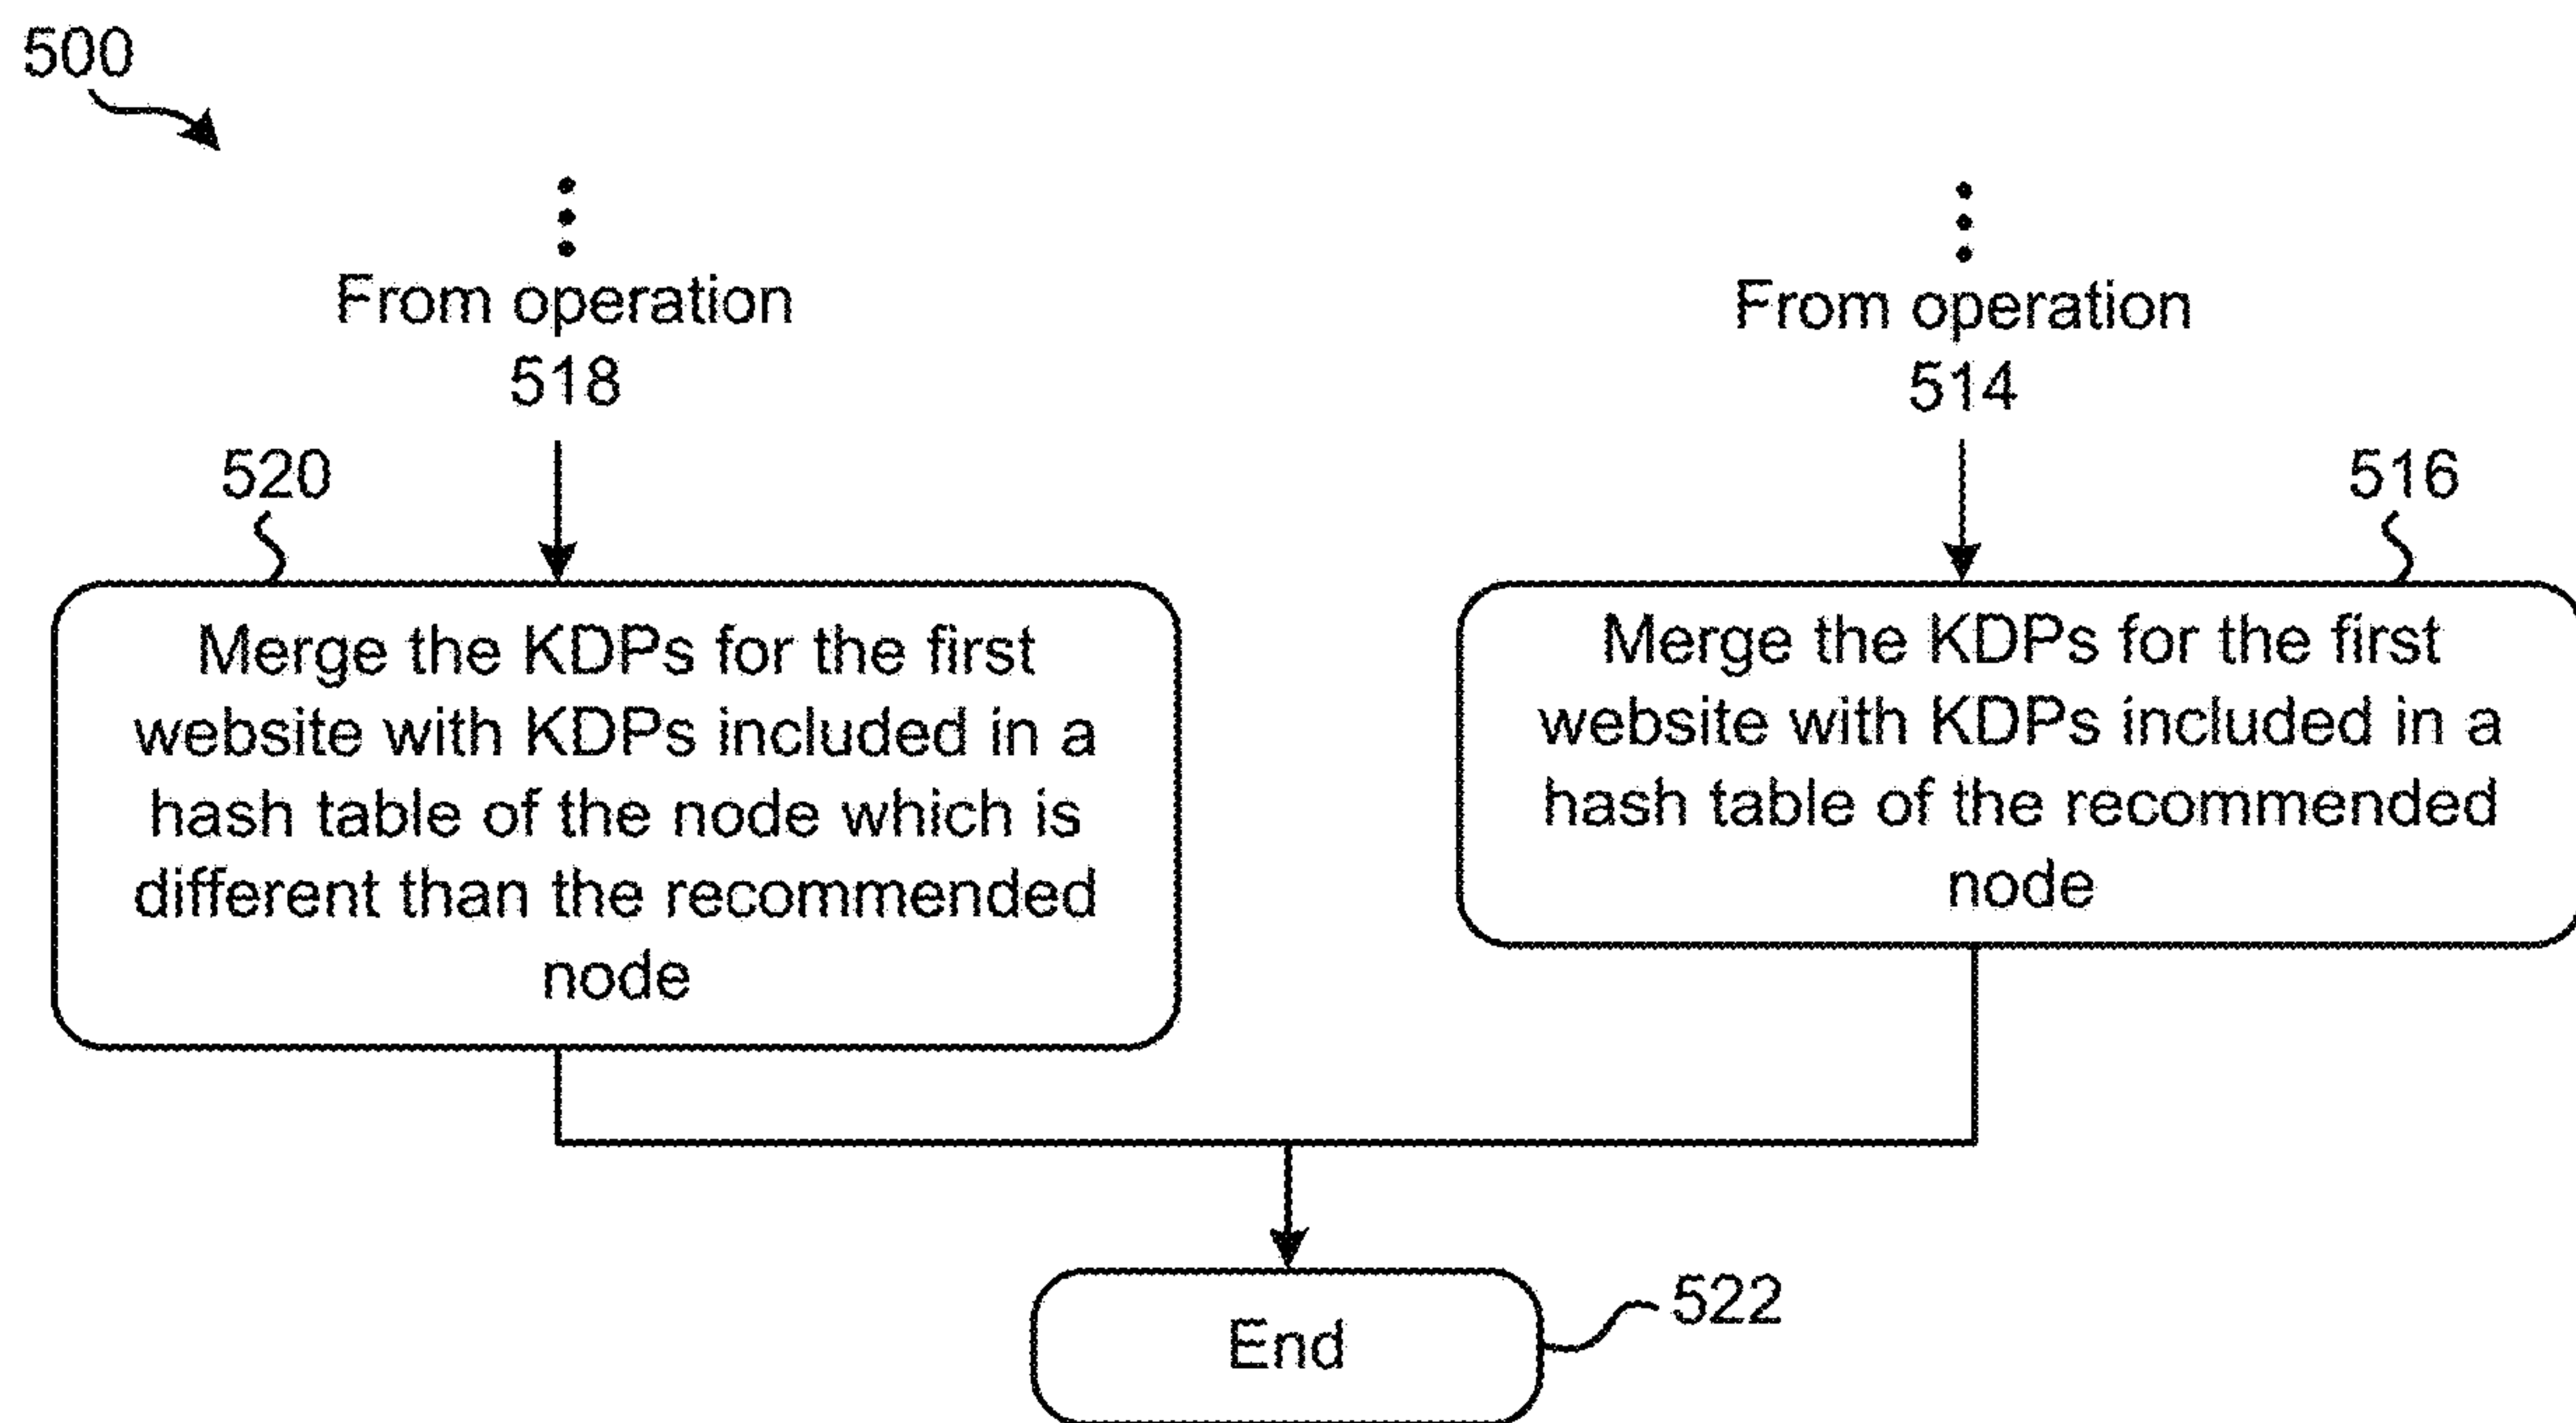 500
From operation
518
From operation
514
520
516
Merge the KDPs for the first
website with KDPs included in a
hash table of the node which is
different than the recommended
node
Merge the KDPs for the first
website with KDPs included in a
hash table of the recommended
node
End
522